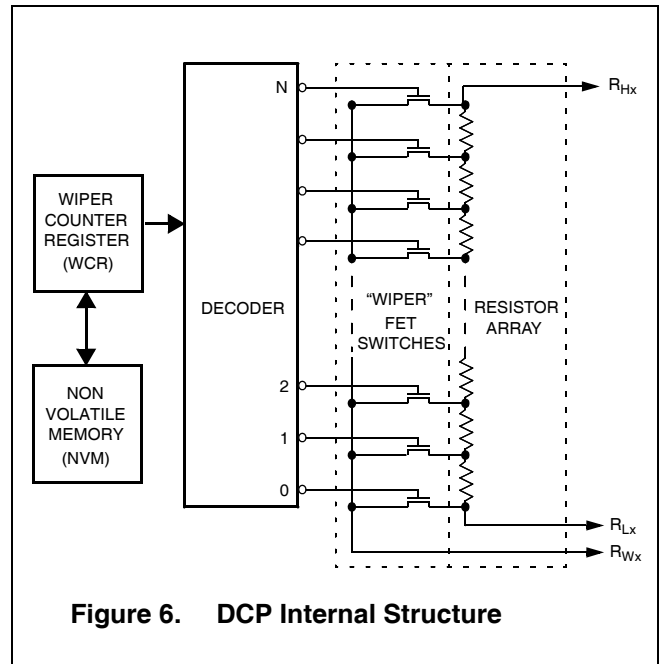 N
R_Hx
WIPER
COUNTER
REGISTER
(WCR)
DECODER
“WIPER”
FET
SWITCHES
RESISTOR
ARRAY
NON
VOLATILE
MEMORY
(NVM)
2
1
0
R_Lx
R_Wx
Figure 6. DCP Internal Structure